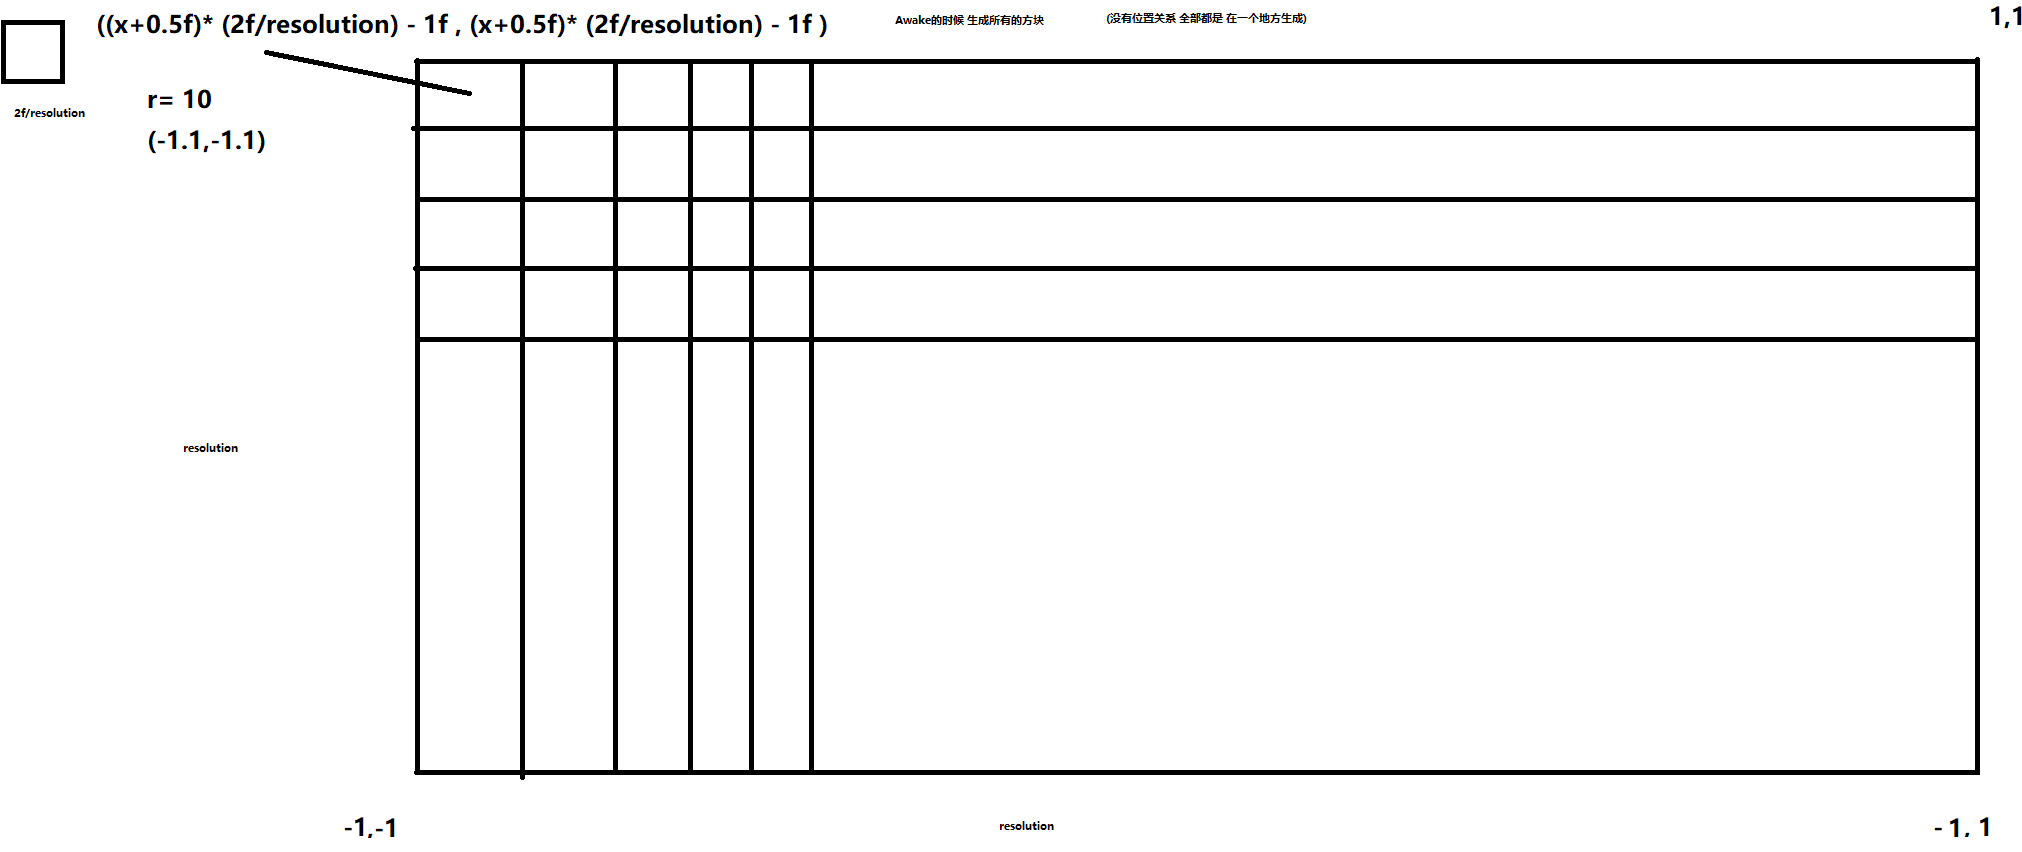 ((x+0.5f)* (2f/resolution) - 1f , (x+0.5f)* (2f/resolution) - 1f )
Awake的时候 生成所有的方块
(没有位置关系 全部都是 在一个地方生成)
1,1
2f/resolution
r= 10
(-1.1,-1.1)
resolution
-1,-1
resolution
- 1, 1